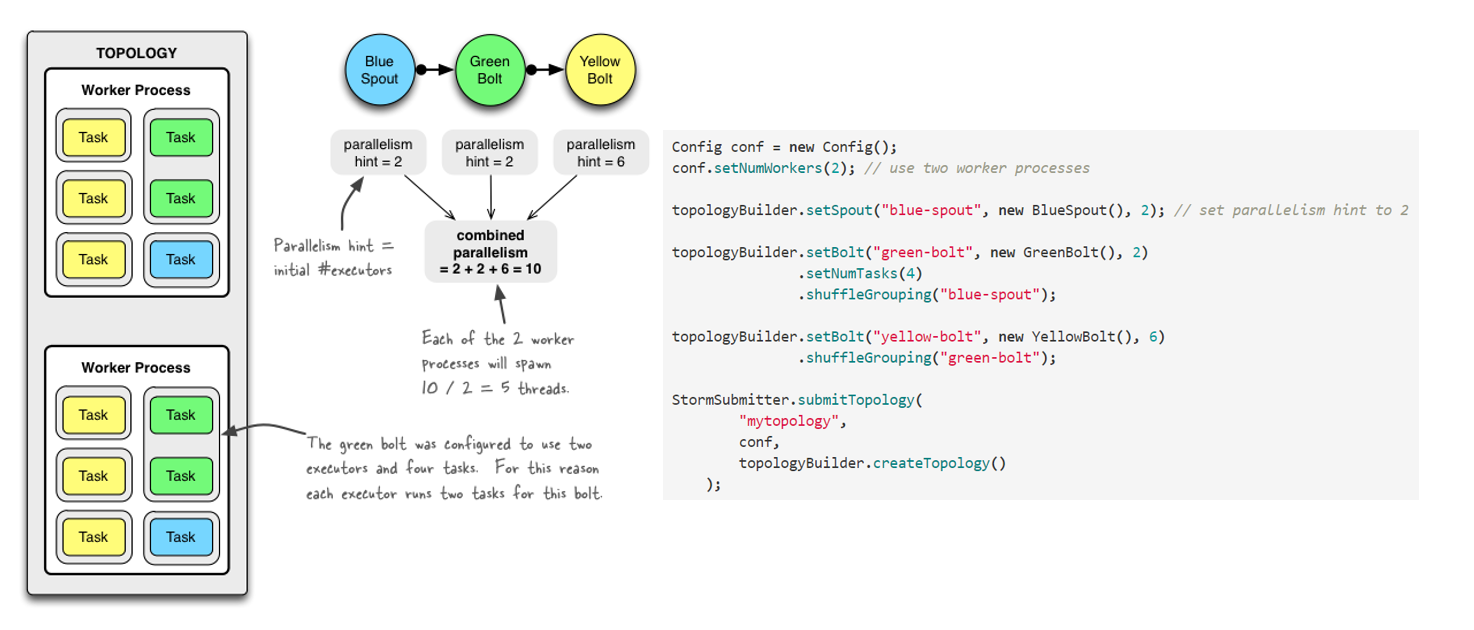 TOPOLOGY
Worker Process
Task
Task
Task
Task
Task
Task
Worker Process
Task
Task
Task
Task
Task
Task
Blue
Spout
Green
Bolt
Yellow
Bolt
parallelism
hint = 2
parallelism
hint = 2
parallelism
hint = 6
Parallelism hint =
initial #executors
combined
parallelism
= 2 + 2 + 6 = 10
Each of the 2 worker
processes will spawn
10 / 2 = 5 threads.
The green bolt was configured to use two
executors and four tasks. For this reason
each executor runs two tasks for this bolt.
Config conf = new Config();
conf.setNumWorkers(2); // use two worker processes
topologyBuilder.setSpout("blue-spout", new BlueSpout(), 2); // set parallelism hint to 2
topologyBuilder.setBolt("green-bolt", new GreenBolt(), 2)
.setNumTasks(4)
.shuffleGrouping("blue-spout");
topologyBuilder.setBolt("yellow-bolt", new YellowBolt(), 6)
.shuffleGrouping("green-bolt");
StormSubmitter.submitTopology(
"mytopology",
conf,
topologyBuilder.createTopology()
);